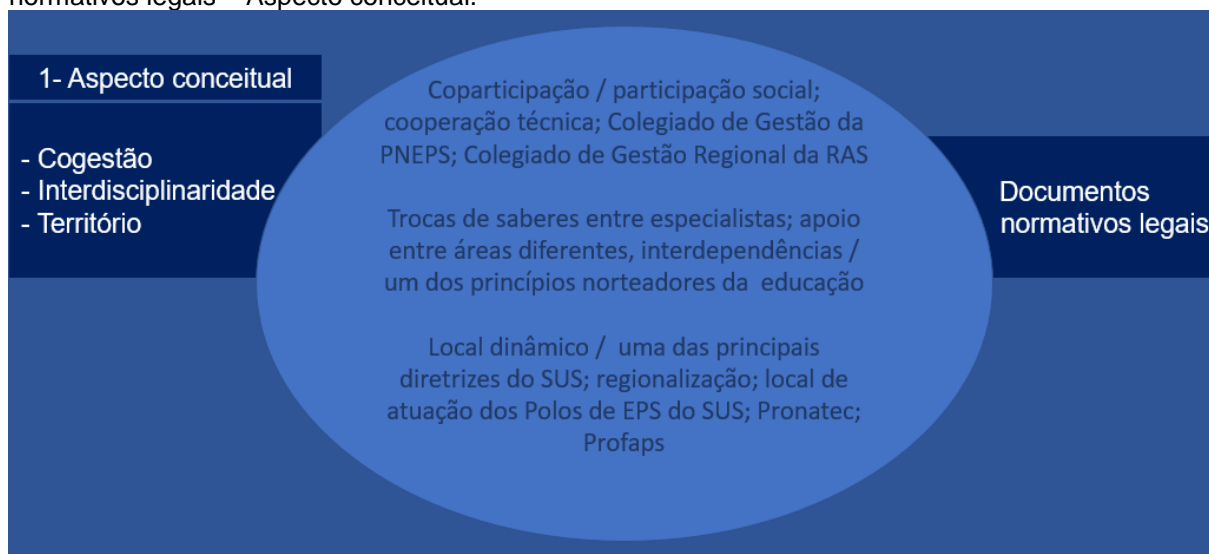 normativos legais – Aspecto conceitual.
1- Aspecto conceitual
- Cogestão
- Interdisciplinaridade
- Território
Coparticipação / participação social;
cooperação técnica; Colegiado de Gestão da
PNEPS; Colegiado de Gestão Regional da RAS
Trocas de saberes entre especialistas; apoio
entre áreas diferentes, interdependências /
um dos princípios norteadores da educação
Local dinâmico / uma das principais
diretrizes do SUS; regionalização; local de
atuação dos Polos de EPS do SUS; Pronatec;
Profaps
Documentos
normativos legais